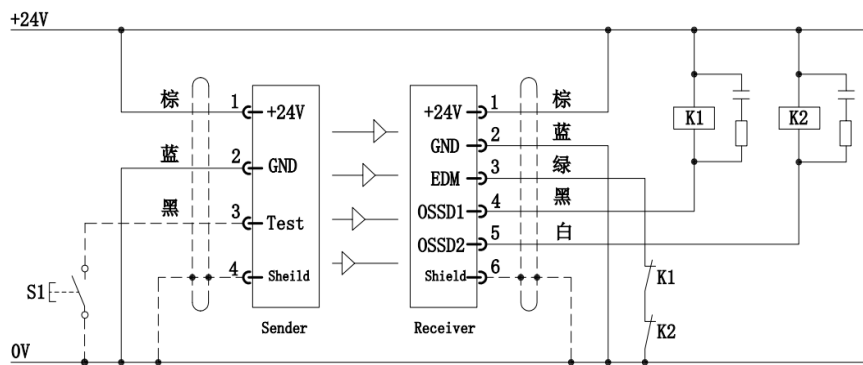 +24V
棕 1 +24V
蓝 2 GND
黑 3 Test
4 Sheild
Sender
S1
0V
+24V 1 棕
GND 2 蓝
EDM 3 绿
OSSD1 4 黑
OSSD2 5 白
Shield 6
Receiver
K1
K2
K1
K2